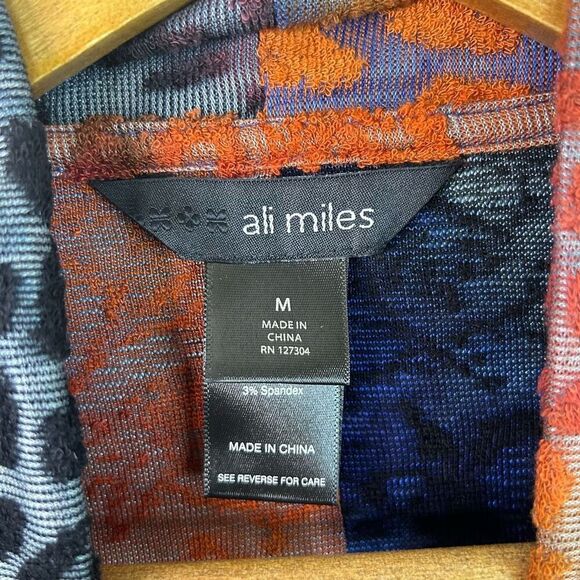 ali miles
M
MADE IN
CHINA
RN 127304
3% Spandex
MADE IN CHINA
SEE REVERSE FOR CARE